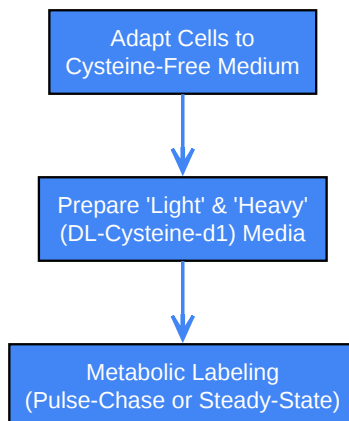 Adapt Cells to
Cysteine-Free Medium
Prepare 'Light' & 'Heavy'
(DL-Cysteine-d1) Media
Metabolic Labeling
(Pulse-Chase or Steady-State)